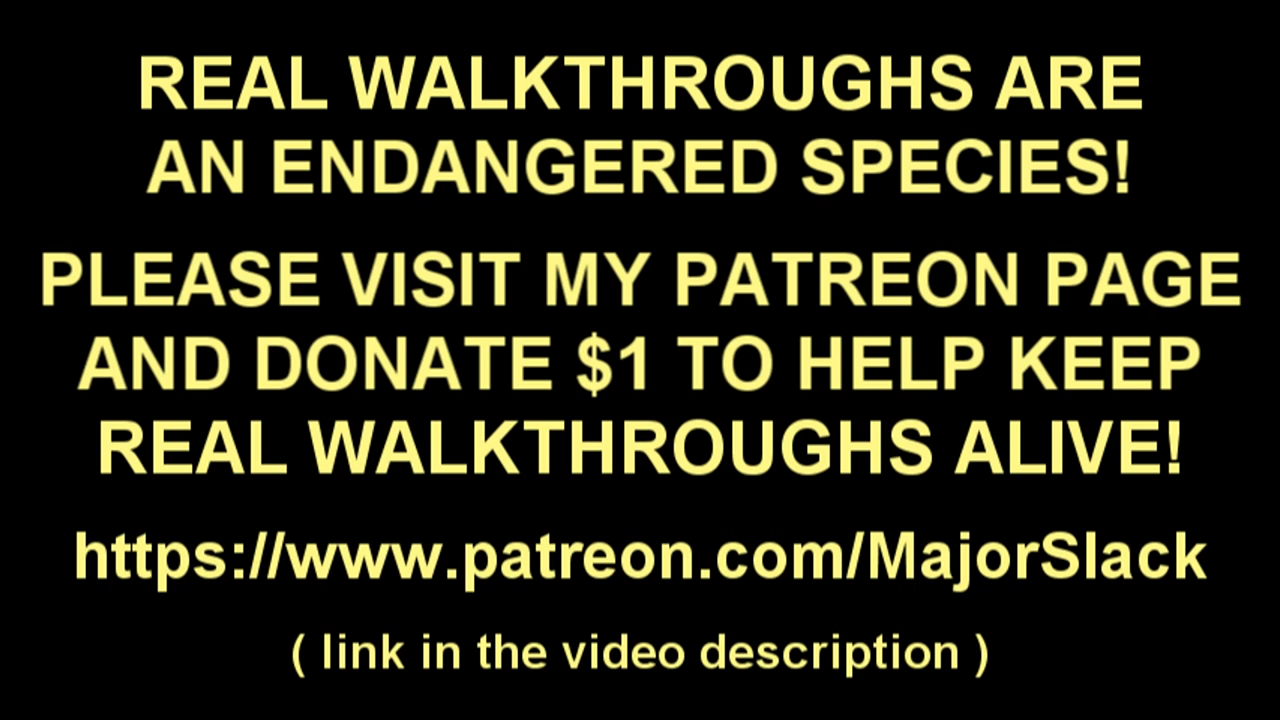 REAL WALKTHROUGHS ARE
AN ENDANGERED SPECIES!
PLEASE VISIT MY PATREON PAGE
AND DONATE $1 TO HELP KEEP
REAL WALKTHROUGHS ALIVE!
https://www.patreon.com/MajorSlack
( link in the video description )